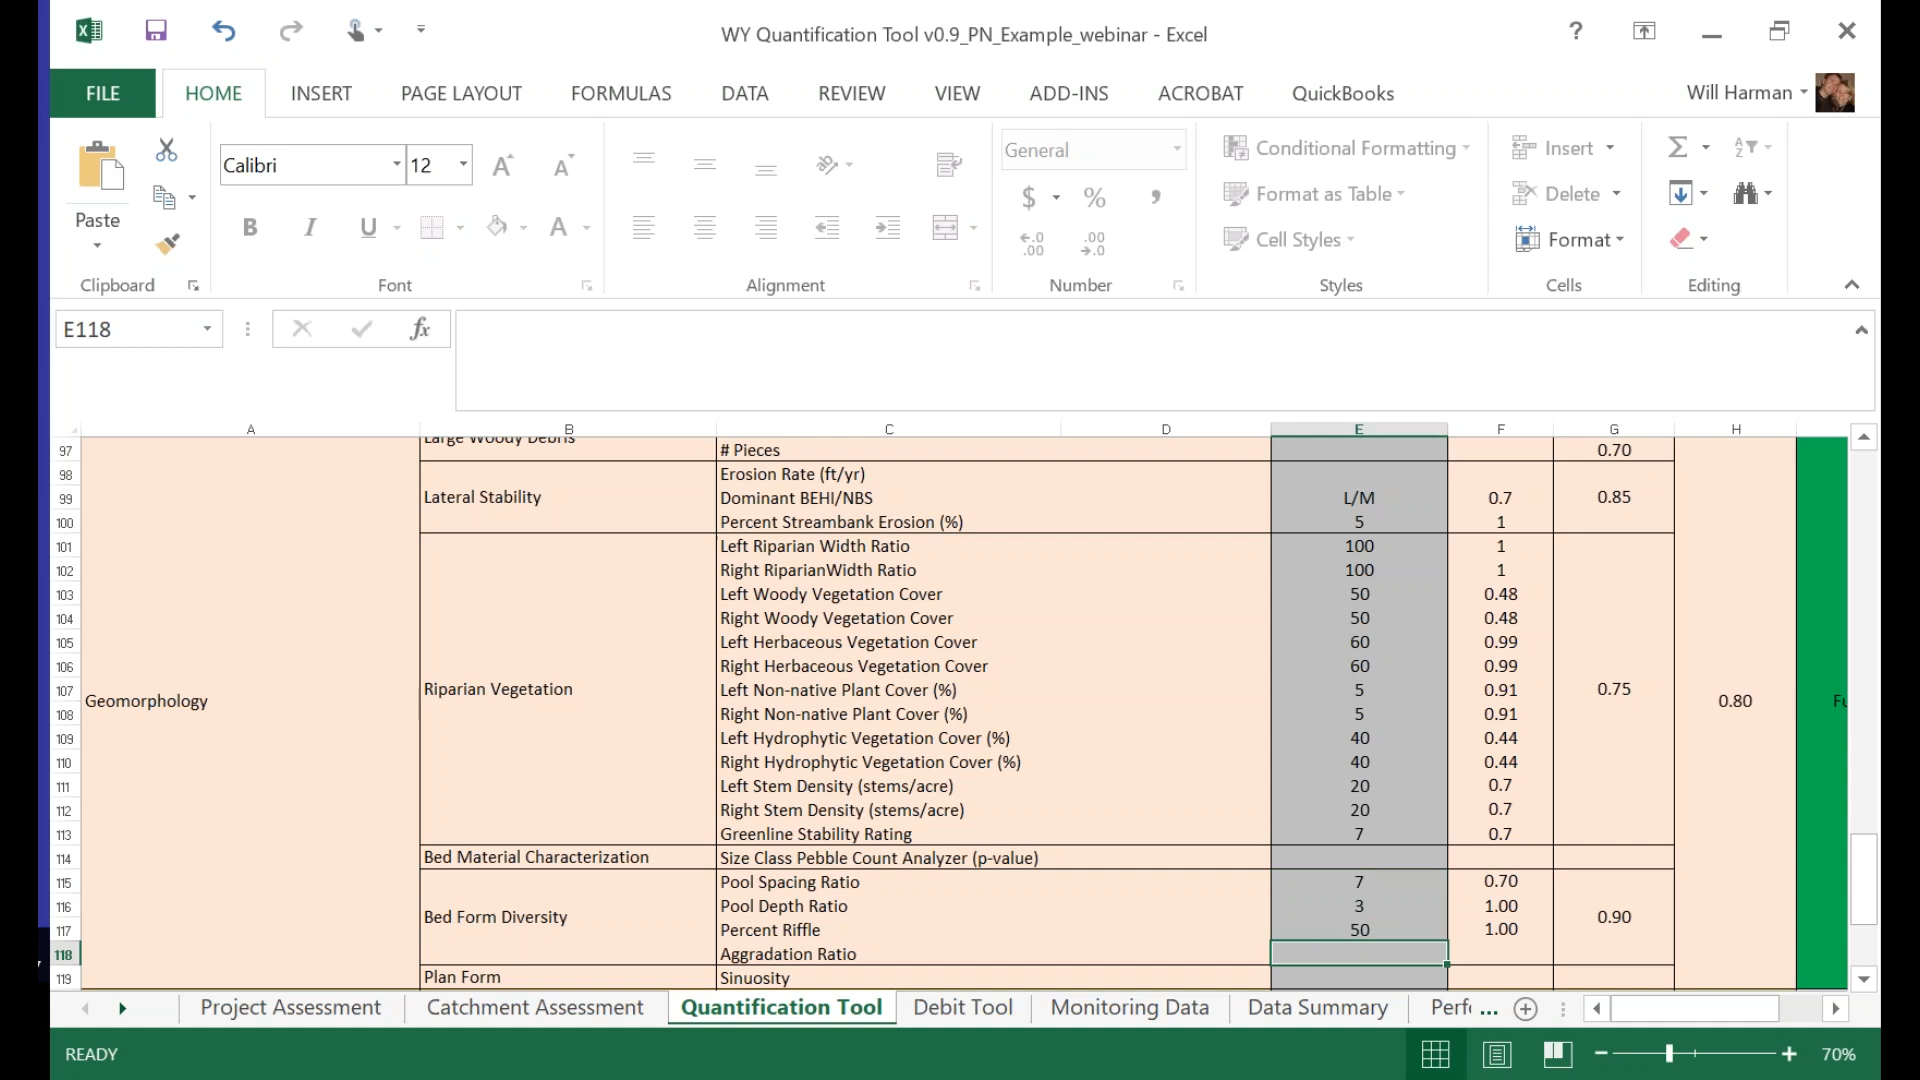 WY Quantification Tool v0.9_PN_Example_webinar - Excel
?
FILE HOME INSERT PAGE LAYOUT FORMULAS DATA REVIEW VIEW ADD-INS ACROBAT QuickBooks Will Harman
Paste
Calibri 12
B I U A
General
$ % ,
Conditional Formatting
Format as Table
Cell Styles
Insert
Delete
Format
Clipboard Font Alignment Number Styles Cells Editing
E118 fx
A B C D E F G H
Large Woody Debris
97 # Pieces 0.70
98 Erosion Rate (ft/yr)
99 Lateral Stability Dominant BEHI/NBS L/M 0.7 0.85
100 Percent Streambank Erosion (%) 5 1
101 Left Riparian Width Ratio 100 1
102 Right RiparianWidth Ratio 100 1
103 Left Woody Vegetation Cover 50 0.48
104 Right Woody Vegetation Cover 50 0.48
105 Left Herbaceous Vegetation Cover 60 0.99
106 Right Herbaceous Vegetation Cover 60 0.99
107 Geomorphology Riparian Vegetation Left Non-native Plant Cover (%) 5 0.91 0.75 0.80
108 Right Non-native Plant Cover (%) 5 0.91
109 Left Hydrophytic Vegetation Cover (%) 40 0.44
110 Right Hydrophytic Vegetation Cover (%) 40 0.44
111 Left Stem Density (stems/acre) 20 0.7
112 Right Stem Density (stems/acre) 20 0.7
113 Greenline Stability Rating 7 0.7
114 Bed Material Characterization Size Class Pebble Count Analyzer (p-value)
115 Pool Spacing Ratio 7 0.70
116 Bed Form Diversity Pool Depth Ratio 3 1.00 0.90
117 Percent Riffle 50 1.00
118 Aggradation Ratio
119 Plan Form Sinuosity
Project Assessment Catchment Assessment Quantification Tool Debit Tool Monitoring Data Data Summary Perf ...
READY 70%